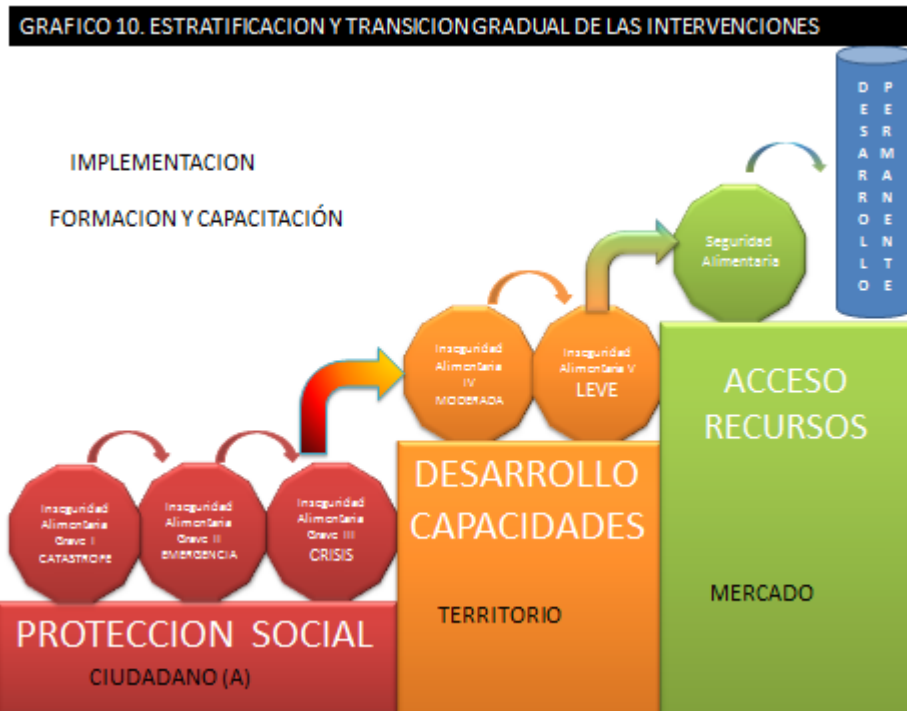 GRAFICO 10. ESTRATIFICACION Y TRANSICION GRADUAL DE LAS INTERVENCIONES
IMPLEMENTACION
FORMACION Y CAPACITACIÓN
Inseguridad
Alimentaria
Grave I
CATASTROFE
Inseguridad
Alimentaria
Grave II
EMERGENCIA
Inseguridad
Alimentaria
Grave III
CRISIS
PROTECCION SOCIAL
CIUDADANO (A)
Inseguridad
Alimentaria
IV
MODERADA
Inseguridad
Alimentaria V
LEVE
DESARROLLO
CAPACIDADES
TERRITORIO
Seguridad
Alimentaria
ACCESO
RECURSOS
MERCADO
DESARROLLO
PERMANENTE